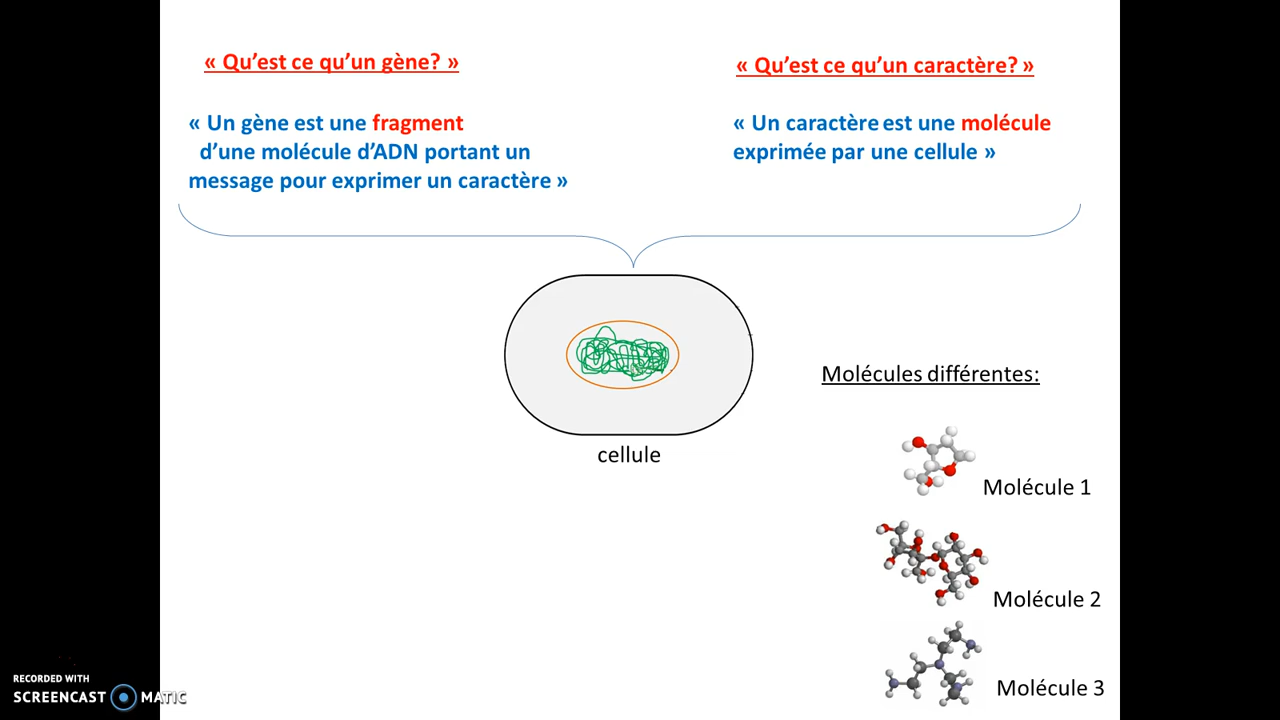 « Qu’est ce qu’un gène? »
« Un gène est une fragment
d’une molécule d’ADN portant un
message pour exprimer un caractère »
« Qu’est ce qu’un caractère? »
« Un caractère est une molécule
exprimée par une cellule »
cellule
Molécules différentes:
Molécule 1
Molécule 2
Molécule 3
RECORDED WITH
SCREENCAST MATIC